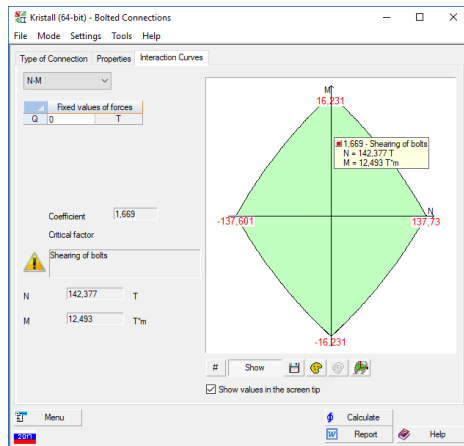 Kristall (64-bit) - Bolted Connections
File Mode Settings Tools Help
Type of Connection Properties Interaction Curves
N-M
Fixed values of forces
Q 0 T
Coefficient 1,669
Critical factor
Shearing of bolts
N 142,377 T
M 12,493 T*m
M
16,231
1,669 - Shearing of bolts
N = 142,377 T
M = 12,493 T*m
N
-137,601
137,73
-16,231
# Show
Show values in the screen tip
Menu
Calculate
Report
Help